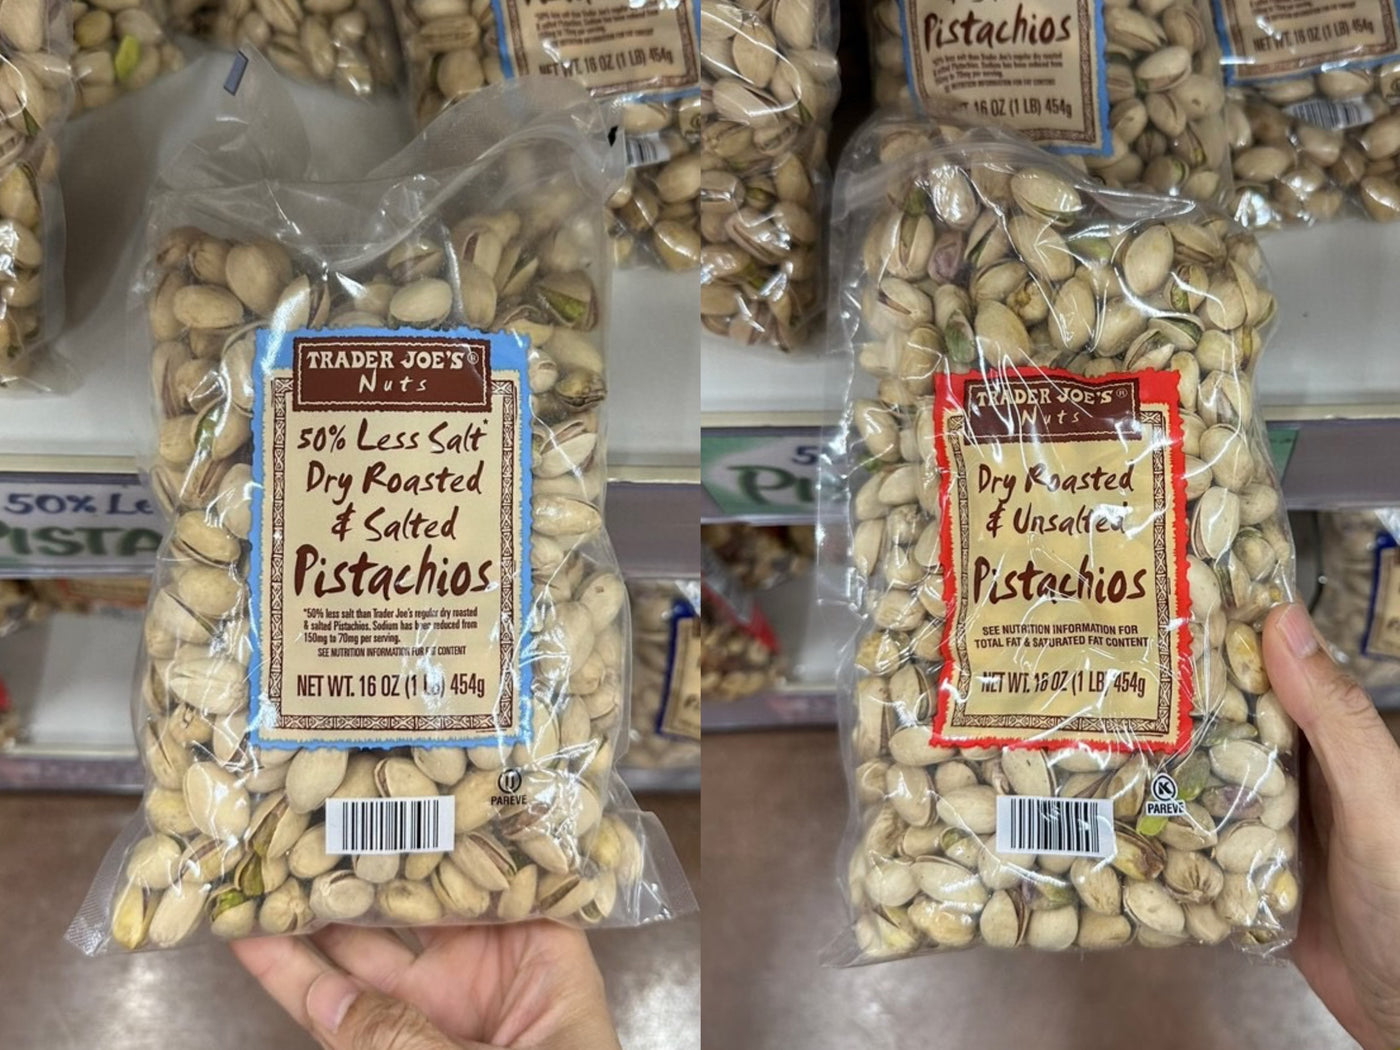 NET WT. 16 OZ (1 LB) 454g
TRADER JOE'S®
Nuts
50% Less Salt*
Dry Roasted
& Salted
Pistachios
*50% less salt than Trader Joe's regular dry roasted
& salted Pistachios. Sodium has been reduced from
150mg to 70mg per serving.
SEE NUTRITION INFORMATION FOR FAT CONTENT
NET WT. 16 OZ (1 LB) 454g
U
PAREVE
50% Le
PISTA
Pistachios
16 OZ (1 LB) 454g
NET WT. 16 OZ (1 LB) 454g
TRADER JOE'S®
Nuts
Dry Roasted
& Unsalted
Pistachios
SEE NUTRITION INFORMATION FOR
TOTAL FAT & SATURATED FAT CONTENT
NET WT. 16 OZ (1 LB) 454g
K
PAREVE
5
Pi